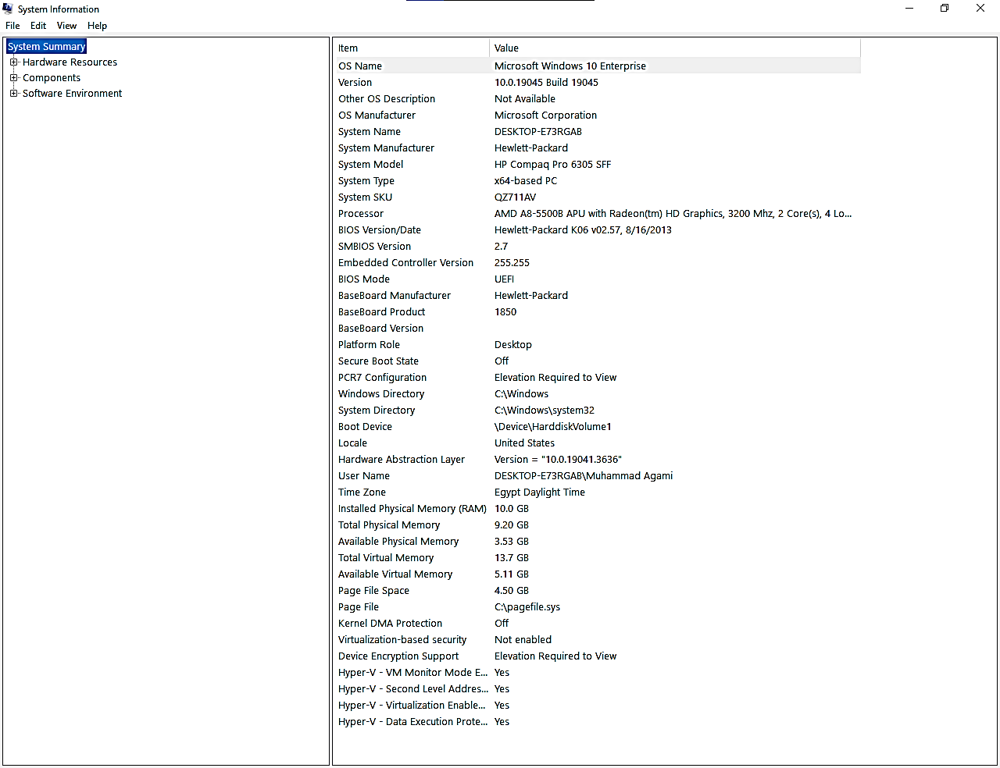 System Information
File Edit View Help
System Summary
Hardware Resources
Components
Software Environment
Item Value
OS Name Microsoft Windows 10 Enterprise
Version 10.0.19045 Build 19045
Other OS Description Not Available
OS Manufacturer Microsoft Corporation
System Name DESKTOP-E73RGAB
System Manufacturer Hewlett-Packard
System Model HP Compaq Pro 6305 SFF
System Type x64-based PC
System SKU QZ711AV
Processor AMD A8-5500B APU with Radeon(tm) HD Graphics, 3200 Mhz, 2 Core(s), 4 Lo...
BIOS Version/Date Hewlett-Packard K06 v02.57, 8/16/2013
SMBIOS Version 2.7
Embedded Controller Version 255.255
BIOS Mode UEFI
BaseBoard Manufacturer Hewlett-Packard
BaseBoard Product 1850
BaseBoard Version
Platform Role Desktop
Secure Boot State Off
PCR7 Configuration Elevation Required to View
Windows Directory C:\Windows
System Directory C:\Windows\system32
Boot Device \Device\HarddiskVolume1
Locale United States
Hardware Abstraction Layer Version = "10.0.19041.3636"
User Name DESKTOP-E73RGAB\Muhammad Agami
Time Zone Egypt Daylight Time
Installed Physical Memory (RAM) 10.0 GB
Total Physical Memory 9.20 GB
Available Physical Memory 3.53 GB
Total Virtual Memory 13.7 GB
Available Virtual Memory 5.11 GB
Page File Space 4.50 GB
Page File C:\pagefile.sys
Kernel DMA Protection Off
Virtualization-based security Not enabled
Device Encryption Support Elevation Required to View
Hyper-V - VM Monitor Mode E... Yes
Hyper-V - Second Level Addres... Yes
Hyper-V - Virtualization Enable... Yes
Hyper-V - Data Execution Prote... Yes